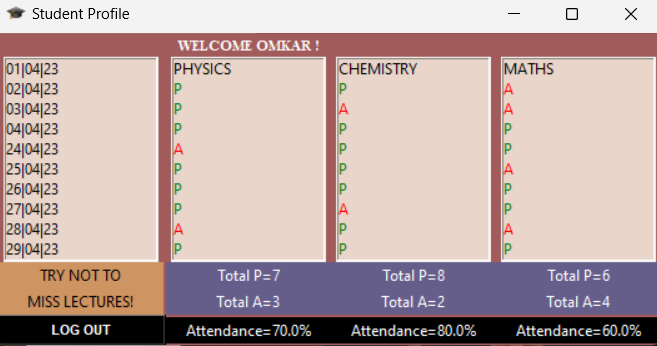 Student Profile
WELCOME OMKAR !
01|04|23 PHYSICS CHEMISTRY MATHS
02|04|23 P P A
03|04|23 P A A
04|04|23 P P P
24|04|23 A P P
25|04|23 P P A
26|04|23 P P P
27|04|23 P A P
28|04|23 A P A
29|04|23 P P P
TRY NOT TO Total P=7 Total P=8 Total P=6
MISS LECTURES! Total A=3 Total A=2 Total A=4
LOG OUT Attendance=70.0% Attendance=80.0% Attendance=60.0%